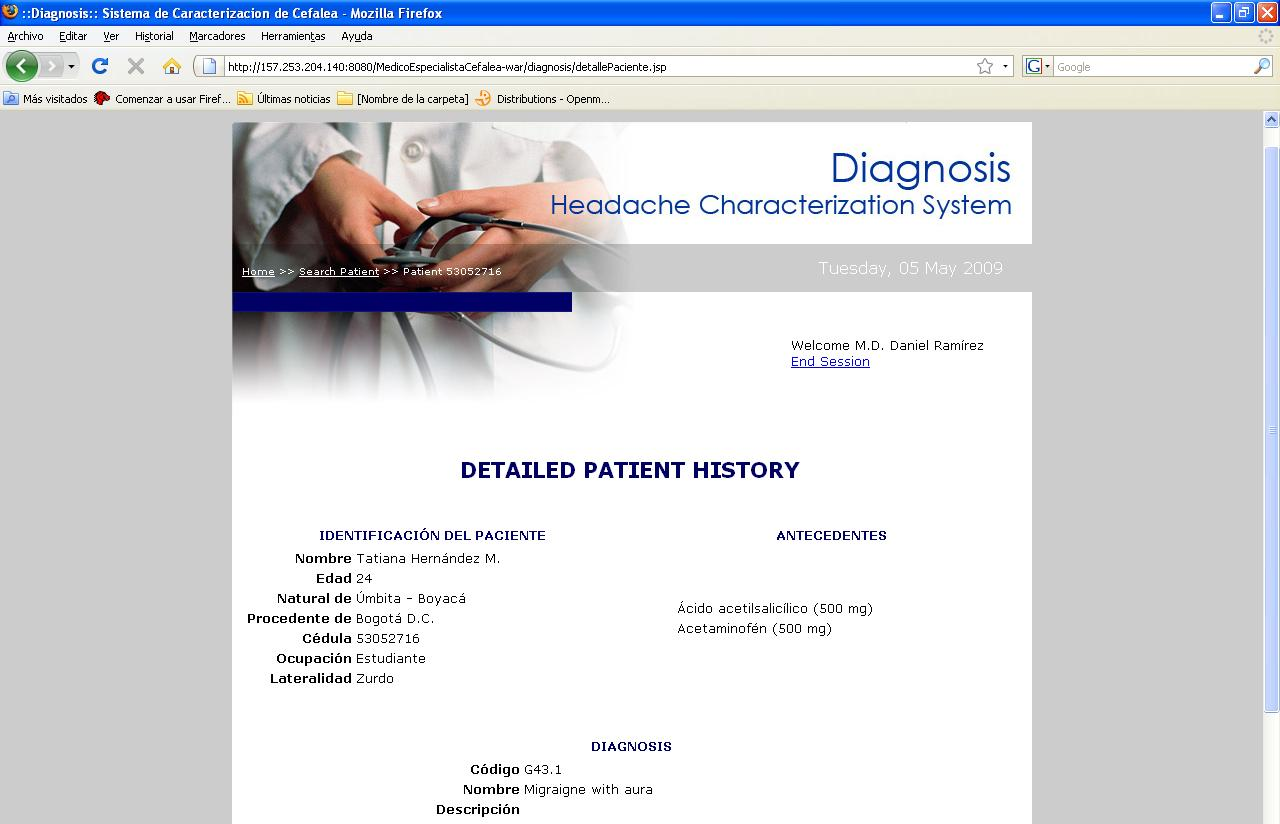 ::Diagnosis:: Sistema de Caracterizacion de Cefalea - Mozilla Firefox
Archivo Editar Ver Historial Marcadores Herramientas Ayuda
http://157.253.204.140:8080/MedicoEspecialistaCefalea-war/diagnosis/detallePaciente.jsp
G Google
Más visitados Comenzar a usar Firef... Últimas noticias [Nombre de la carpeta] Distributions - Openm...
Diagnosis
Headache Characterization System
Home >> Search Patient >> Patient 53052716
Tuesday, 05 May 2009
Welcome M.D. Daniel Ramírez
End Session
DETAILED PATIENT HISTORY
IDENTIFICACIÓN DEL PACIENTE
Nombre Tatiana Hernández M.
Edad 24
Natural de Úmbita - Boyacá
Procedente de Bogotá D.C.
Cédula 53052716
Ocupación Estudiante
Lateralidad Zurdo
ANTECEDENTES
Ácido acetilsalicílico (500 mg)
Acetaminofén (500 mg)
DIAGNOSIS
Código G43.1
Nombre Migraigne with aura
Descripción